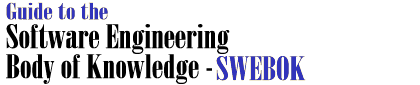 Guide to the
Software Engineering
Body of Knowledge - SWEBOK